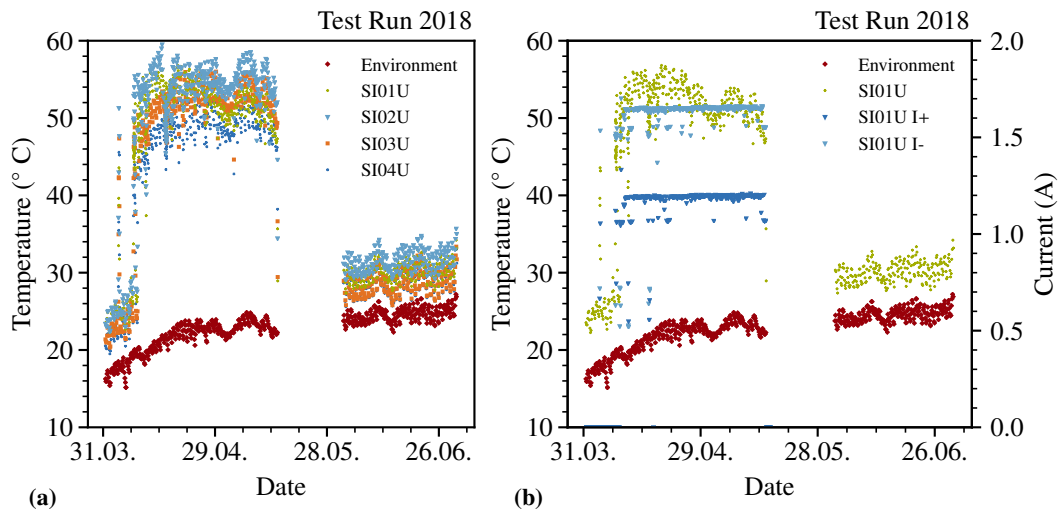 Test Run 2018
60
50
40
30
20
10
Temperature (° C)
Environment
SI01U
SI02U
SI03U
SI04U
31.03.
29.04.
28.05.
26.06.
Date
(a)
Test Run 2018
60
50
40
30
20
10
Temperature (° C)
Environment
SI01U
SI01U I+
SI01U I-
2.0
1.5
1.0
0.5
0.0
Current (A)
31.03.
29.04.
28.05.
26.06.
Date
(b)